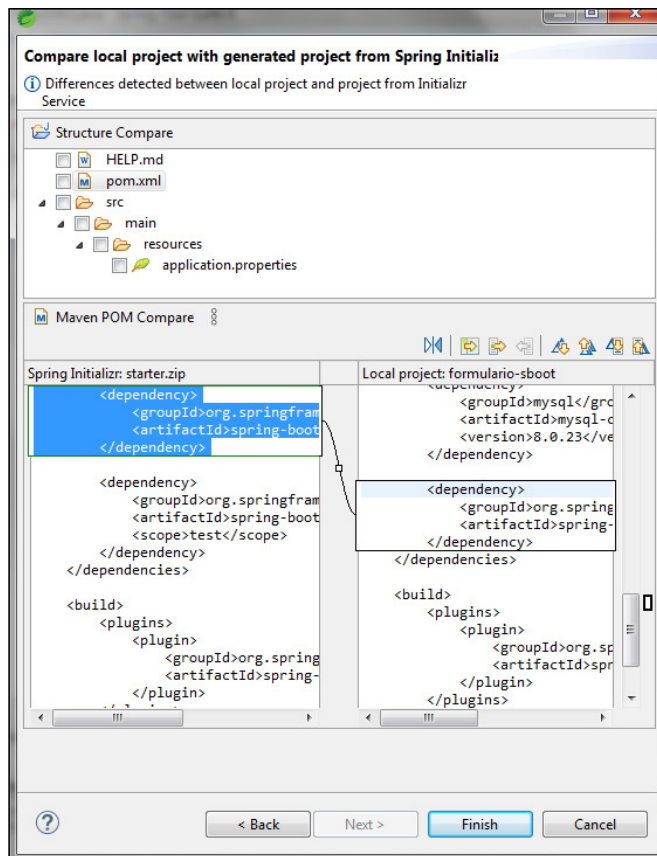 Compare local project with generated project from Spring Initializ
Differences detected between local project and project from Initializr
Service
Structure Compare
HELP.md
pom.xml
src
main
resources
application.properties
Maven POM Compare
Spring Initializr: starter.zip
<dependency>
<groupId>org.springfram
<artifactId>spring-boot
</dependency>
<dependency>
<groupId>org.springfram
<artifactId>spring-boot
<scope>test</scope>
</dependency>
</dependencies>
<build>
<plugins>
<plugin>
<groupId>org.spring
<artifactId>spring-
</plugin>
Local project: formulario-sboot
<dependency>
<groupId>mysql</grc
<artifactId>mysql-c
<version>8.0.23</ve
</dependency>
<dependency>
<groupId>org.spring
<artifactId>spring-
</dependency>
</dependencies>
<build>
<plugins>
<plugin>
<groupId>org.sp
<artifactId>spr
</plugin>
</plugins>
< Back
Next >
Finish
Cancel